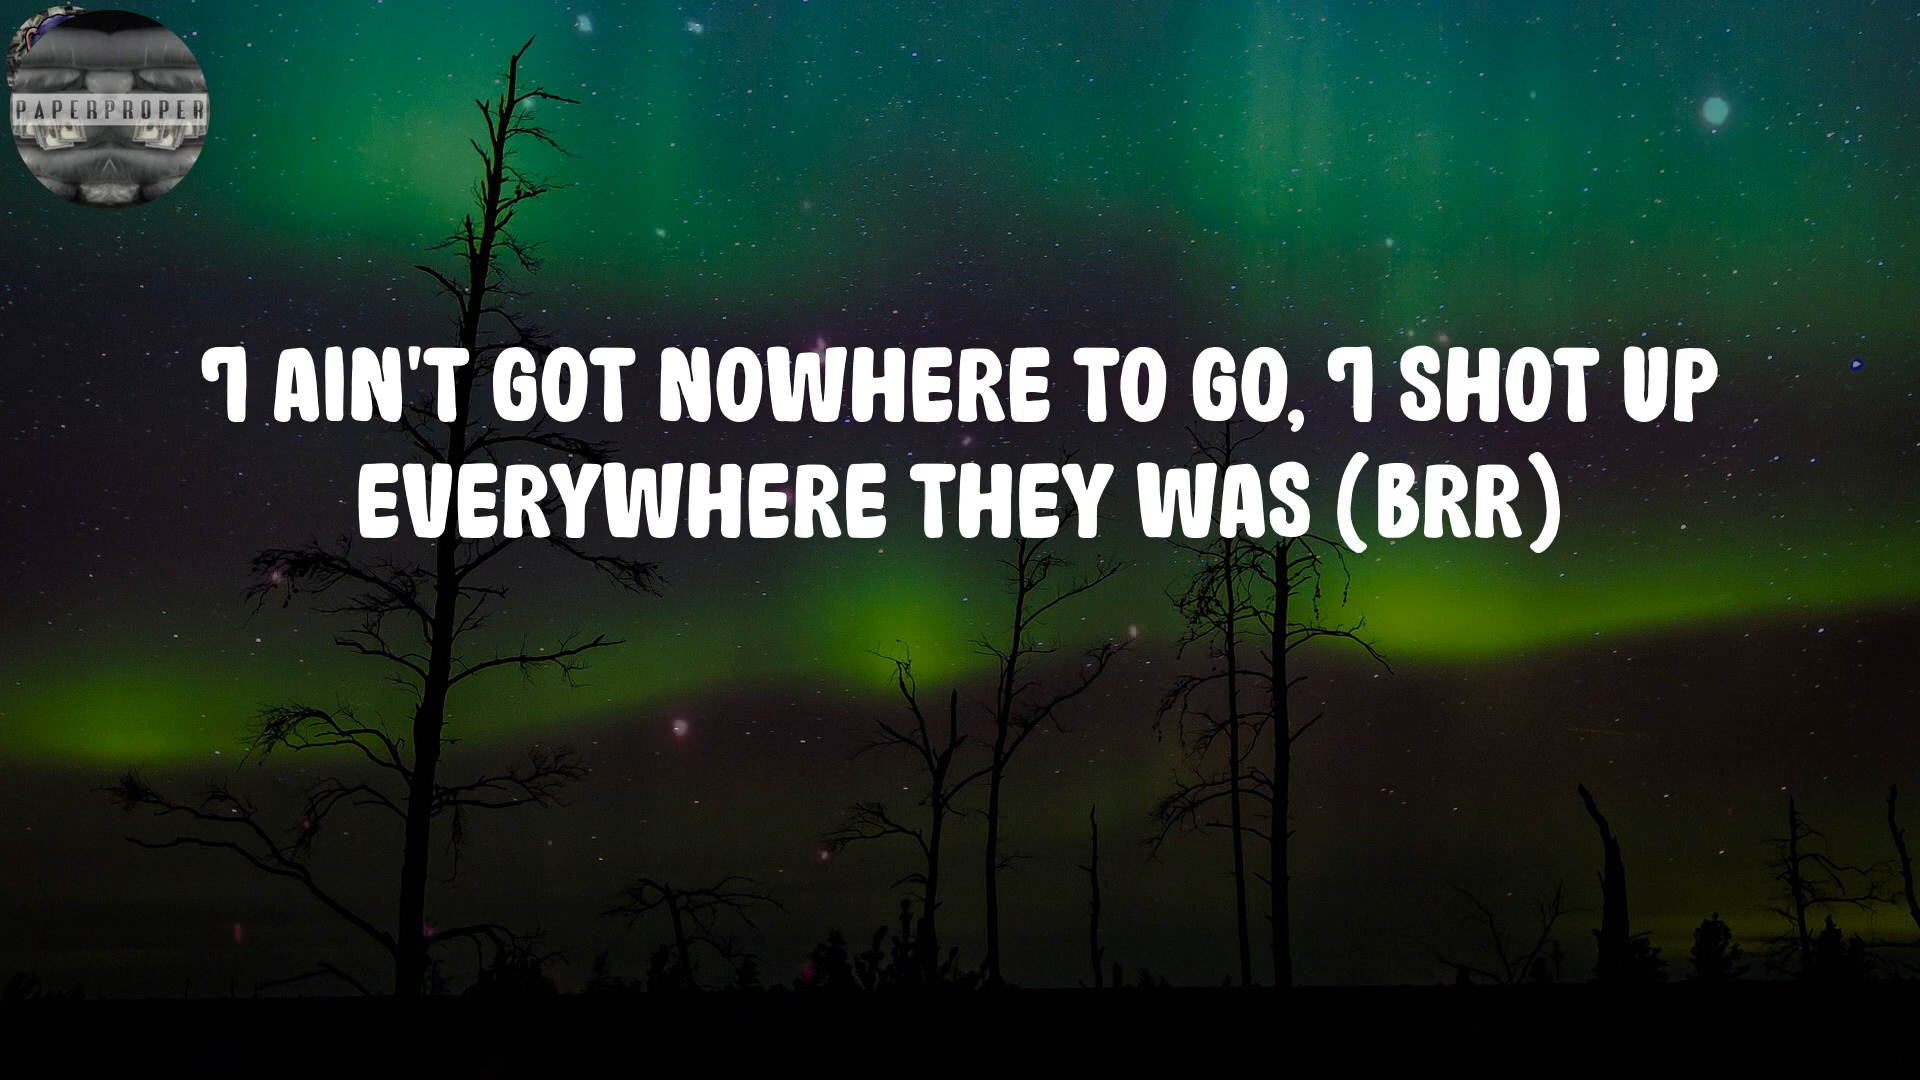 PAPERPROPER
I AIN'T GOT NOWHERE TO GO, I SHOT UP
EVERYWHERE THEY WAS (BRR)